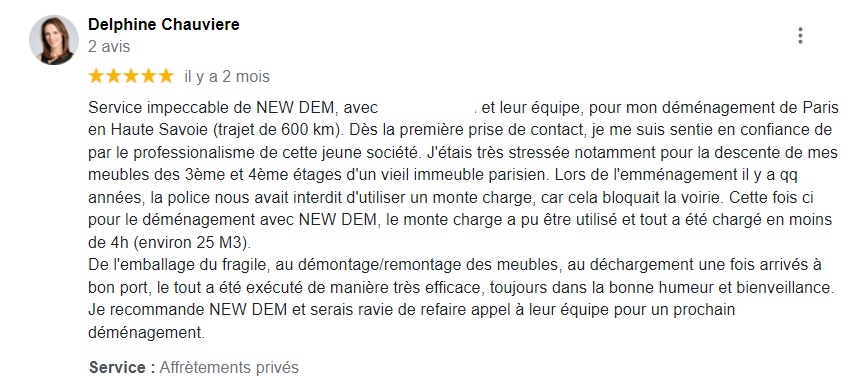 Delphine Chauviere
2 avis
il y a 2 mois
Service impeccable de NEW DEM, avec . et leur équipe, pour mon déménagement de Paris
en Haute Savoie (trajet de 600 km). Dès la première prise de contact, je me suis sentie en confiance de
par le professionalisme de cette jeune société. J'étais très stressée notamment pour la descente de mes
meubles des 3ème et 4ème étages d'un vieil immeuble parisien. Lors de l'emménagement il y a qq
années, la police nous avait interdit d'utiliser un monte charge, car cela bloquait la voirie. Cette fois ci
pour le déménagement avec NEW DEM, le monte charge a pu être utilisé et tout a été chargé en moins
de 4h (environ 25 M3).
De l'emballage du fragile, au démontage/remontage des meubles, au déchargement une fois arrivés à
bon port, le tout a été exécuté de manière très efficace, toujours dans la bonne humeur et bienveillance.
Je recommande NEW DEM et serais ravie de refaire appel à leur équipe pour un prochain
déménagement.
Service : Affrètements privés